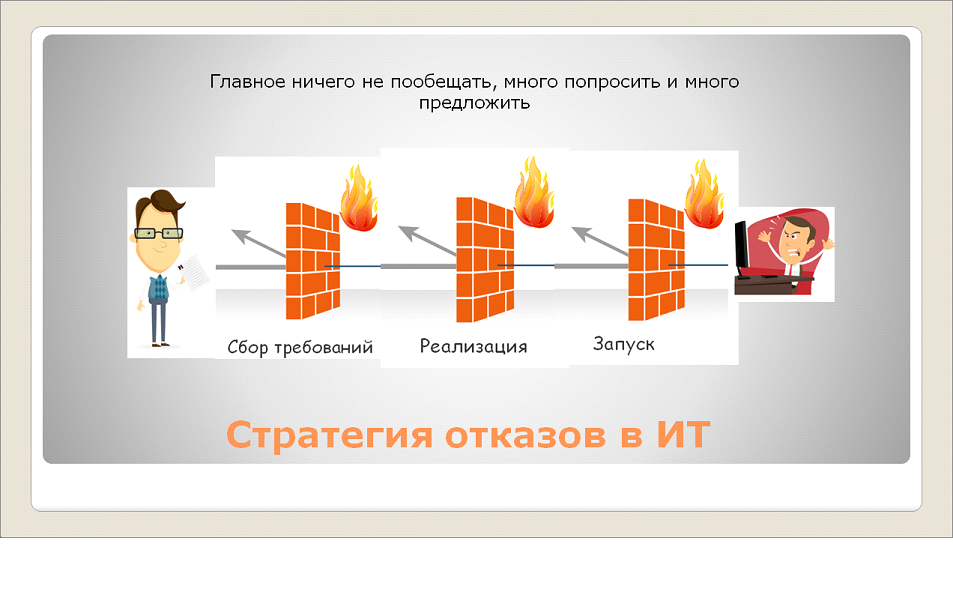 Главное ничего не пообещать, много попросить и много
предложить
Сбор требований
Реализация
Запуск
Стратегия отказов в ИТ